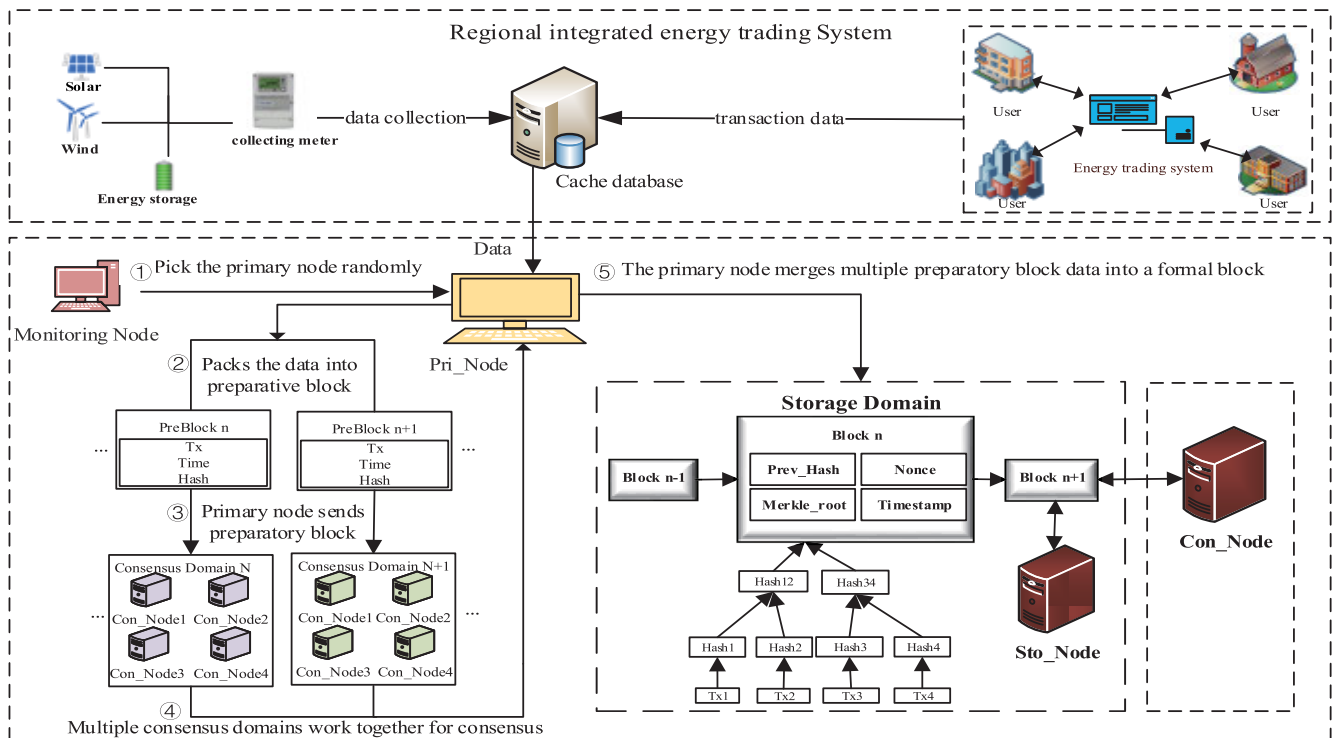 Regional integrated energy trading System
Solar
Wind
Energy storage
collecting meter
data collection
Cache database
transaction data
User
User
User
User
Energy trading system
Data
① Pick the primary node randomly
Monitoring Node
Pri_Node
⑤ The primary node merges multiple preparatory block data into a formal block
② Packs the data into
preparative block
PreBlock n
Tx
Time
Hash
PreBlock n+1
Tx
Time
Hash
...
...
③ Primary node sends
preparatory block
Consensus Domain N
Con_Node1
Con_Node2
Con_Node3
Con_Node4
Consensus Domain N+1
Con_Node1
Con_Node2
Con_Node3
Con_Node4
...
...
④
Multiple consensus domains work together for consensus
Storage Domain
Block n-1
Block n
Prev_Hash
Nonce
Merkle_root
Timestamp
Block n+1
Hash12
Hash34
Hash1
Hash2
Hash3
Hash4
Tx1
Tx2
Tx3
Tx4
Sto_Node
Con_Node